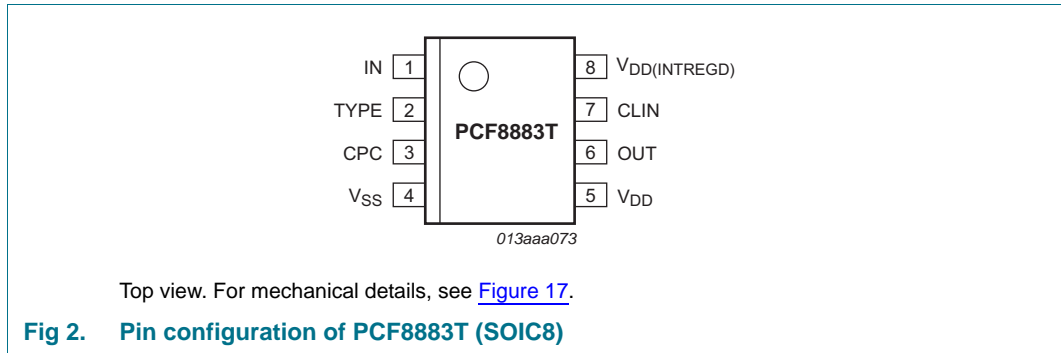 IN 1 8 VDD(INTREGD)
TYPE 2 7 CLIN
PCF8883T
CPC 3 6 OUT
VSS 4 5 VDD
013aaa073
Top view. For mechanical details, see Figure 17.
Fig 2. Pin configuration of PCF8883T (SOIC8)